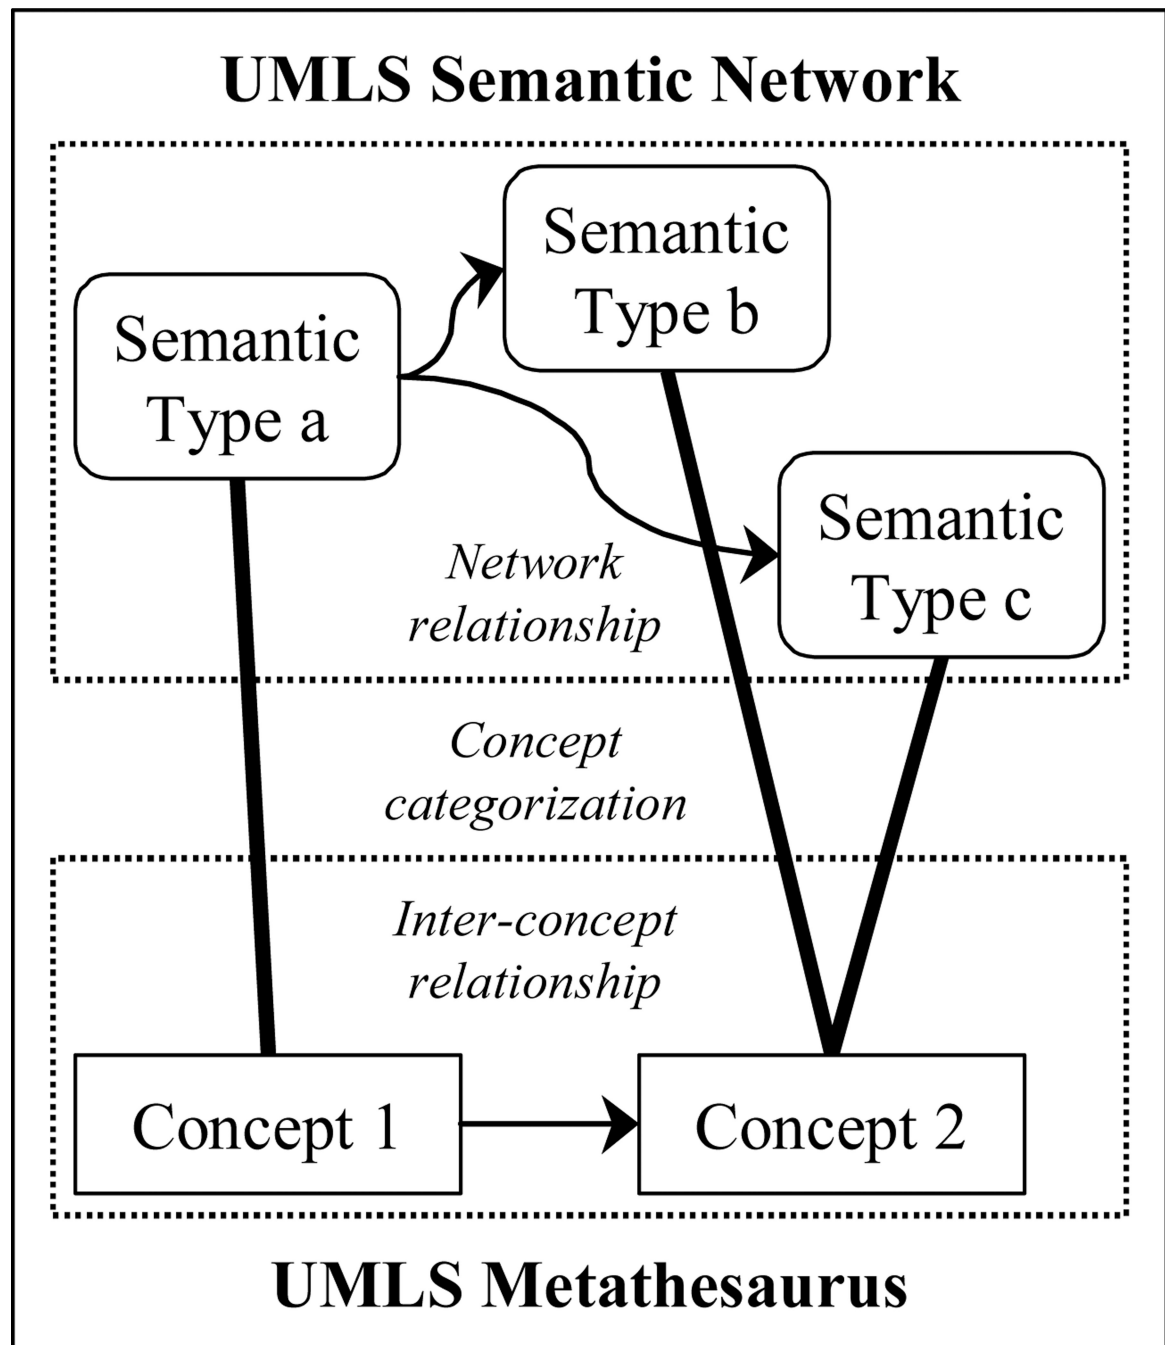 UMLS Semantic Network
Semantic
Type b
Semantic
Type a
Semantic
Type c
Network
relationship
Concept
categorization
Inter-concept
relationship
Concept 1
Concept 2
UMLS Metathesaurus